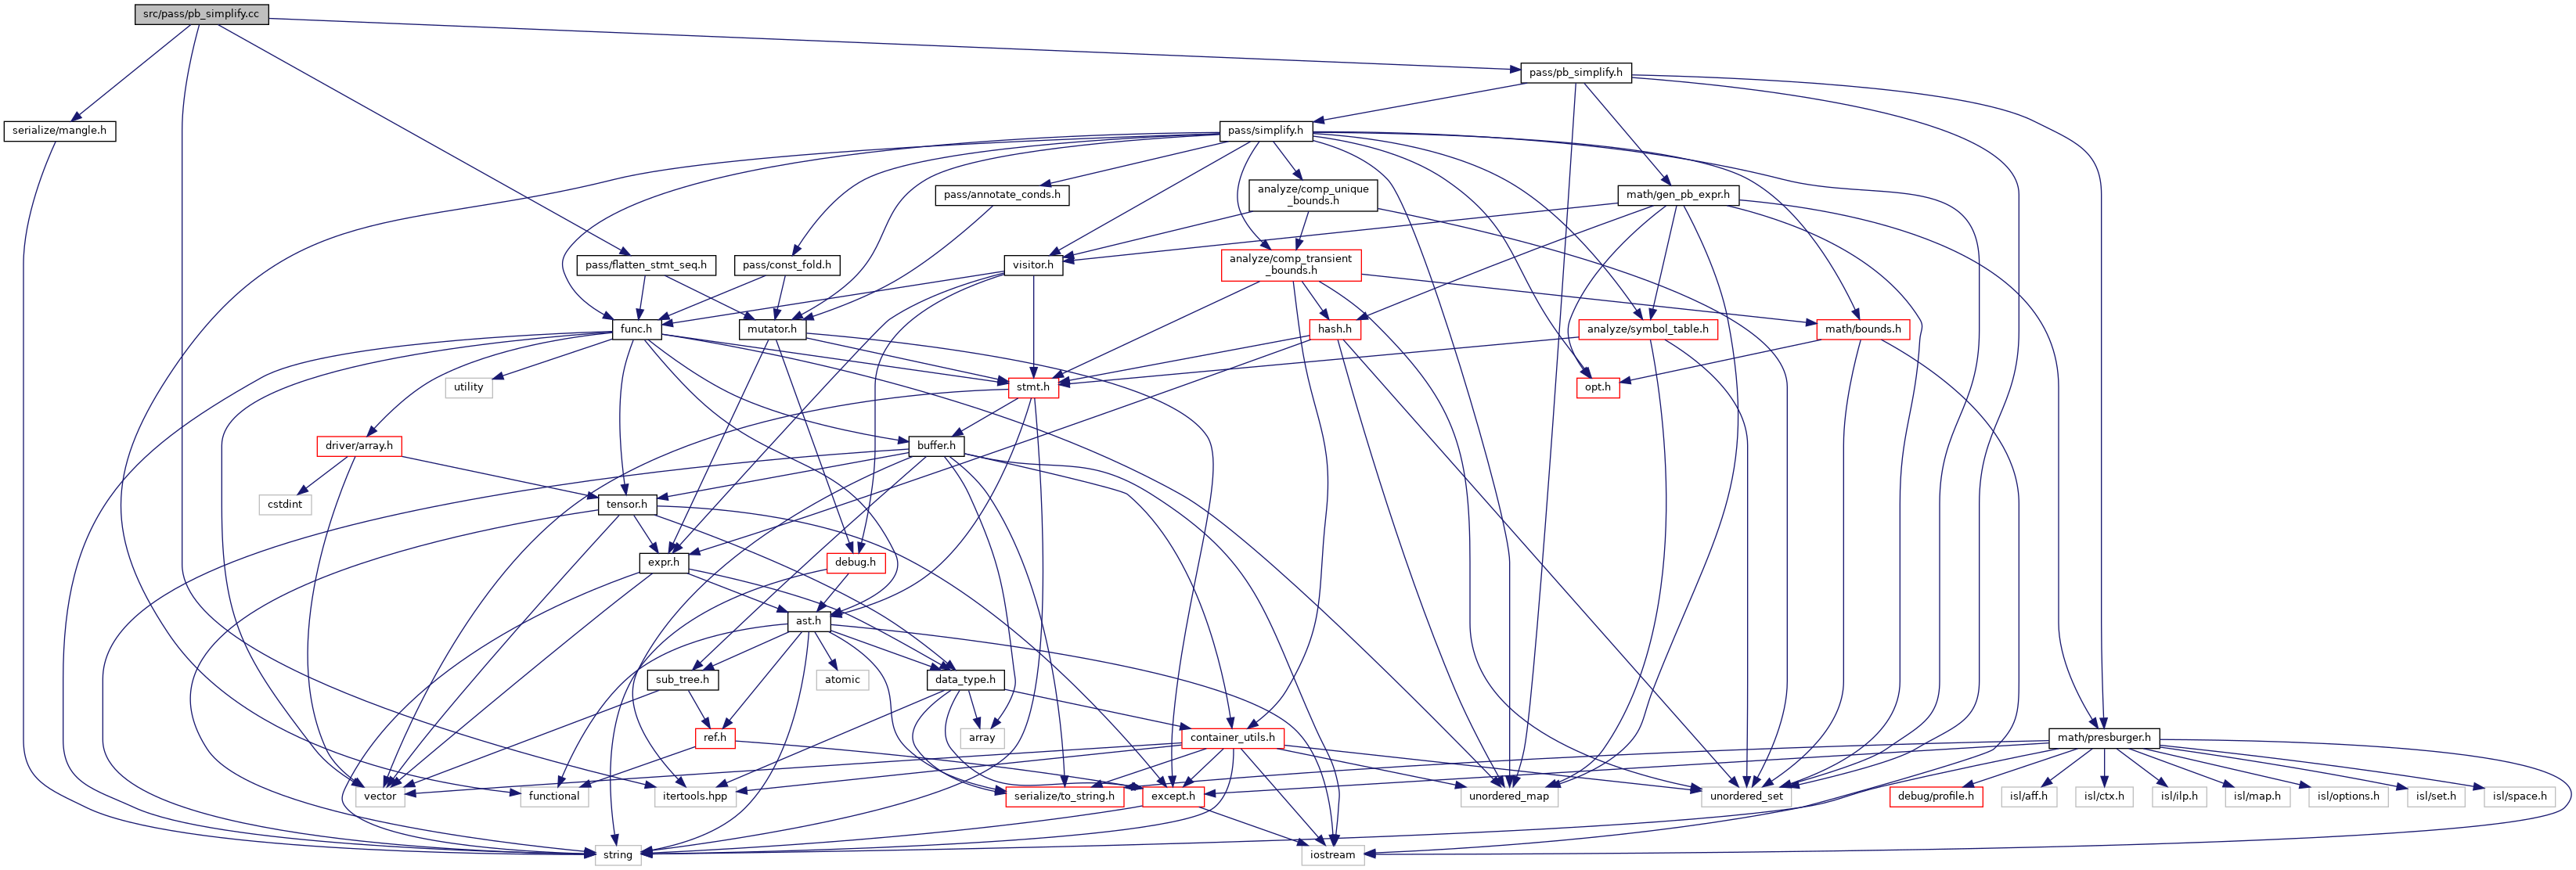 src/pass/pb_simplify.cc
pass/pb_simplify.h
serialize/mangle.h
pass/simplify.h
pass/annotate_conds.h
analyze/comp_unique
_bounds.h
math/gen_pb_expr.h
pass/flatten_stmt_seq.h
pass/const_fold.h
visitor.h
analyze/comp_transient
_bounds.h
func.h
mutator.h
hash.h
analyze/symbol_table.h
math/bounds.h
utility
stmt.h
opt.h
driver/array.h
buffer.h
cstdint
tensor.h
expr.h
debug.h
ast.h
sub_tree.h
atomic
data_type.h
ref.h
array
container_utils.h
math/presburger.h
vector
functional
itertools.hpp
serialize/to_string.h
except.h
unordered_map
unordered_set
debug/profile.h
isl/aff.h
isl/ctx.h
isl/ilp.h
isl/map.h
isl/options.h
isl/set.h
isl/space.h
string
iostream